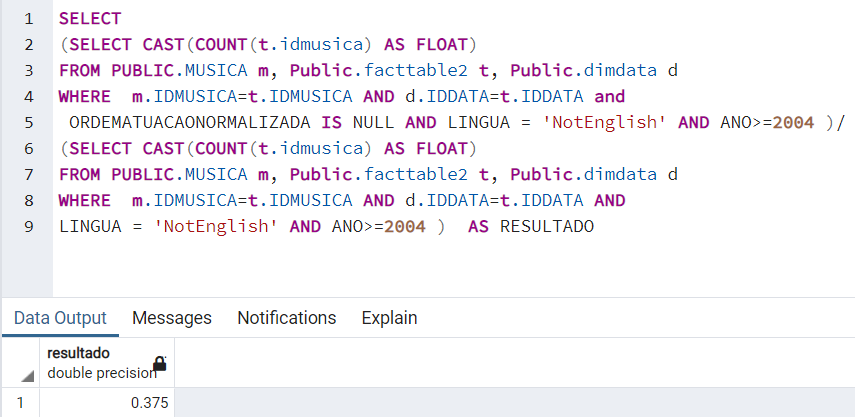 1 SELECT
2 (SELECT CAST(COUNT(t.idmusica) AS FLOAT)
3 FROM PUBLIC.MUSICA m, Public.facttable2 t, Public.dimdata d
4 WHERE  m.IDMUSICA=t.IDMUSICA AND d.IDDATA=t.IDDATA and
5  ORDEMATUACAONORMALIZADA IS NULL AND LINGUA = 'NotEnglish' AND ANO>=2004 )/
6 (SELECT CAST(COUNT(t.idmusica) AS FLOAT)
7 FROM PUBLIC.MUSICA m, Public.facttable2 t, Public.dimdata d
8 WHERE  m.IDMUSICA=t.IDMUSICA AND d.IDDATA=t.IDDATA AND
9 LINGUA = 'NotEnglish' AND ANO>=2004 )  AS RESULTADO
Data Output Messages Notifications Explain
resultado
double precision
1 0.375